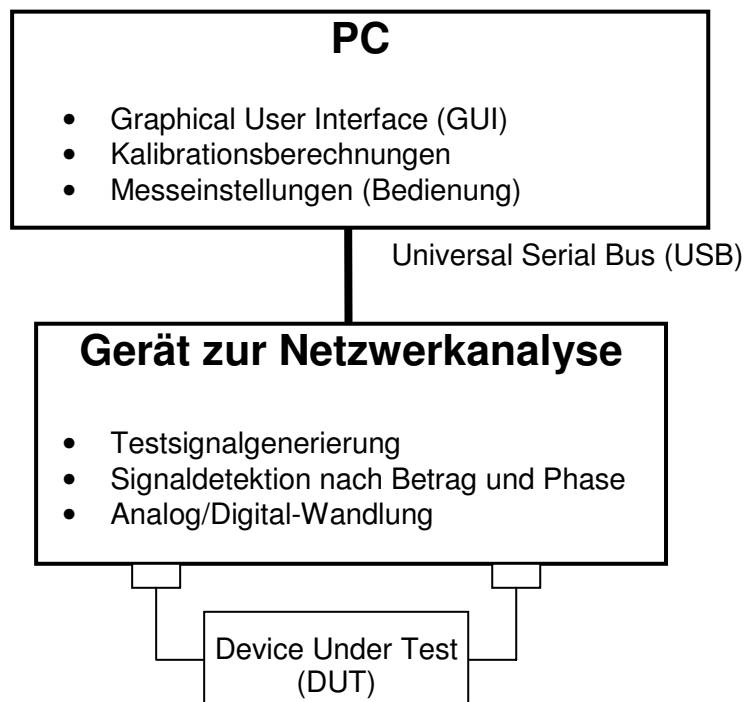 PC
• Graphical User Interface (GUI)
• Kalibrationsberechnungen
• Messeinstellungen (Bedienung)
Universal Serial Bus (USB)
Gerät zur Netzwerkanalyse
• Testsignalgenerierung
• Signaldetektion nach Betrag und Phase
• Analog/Digital-Wandlung
Device Under Test
(DUT)